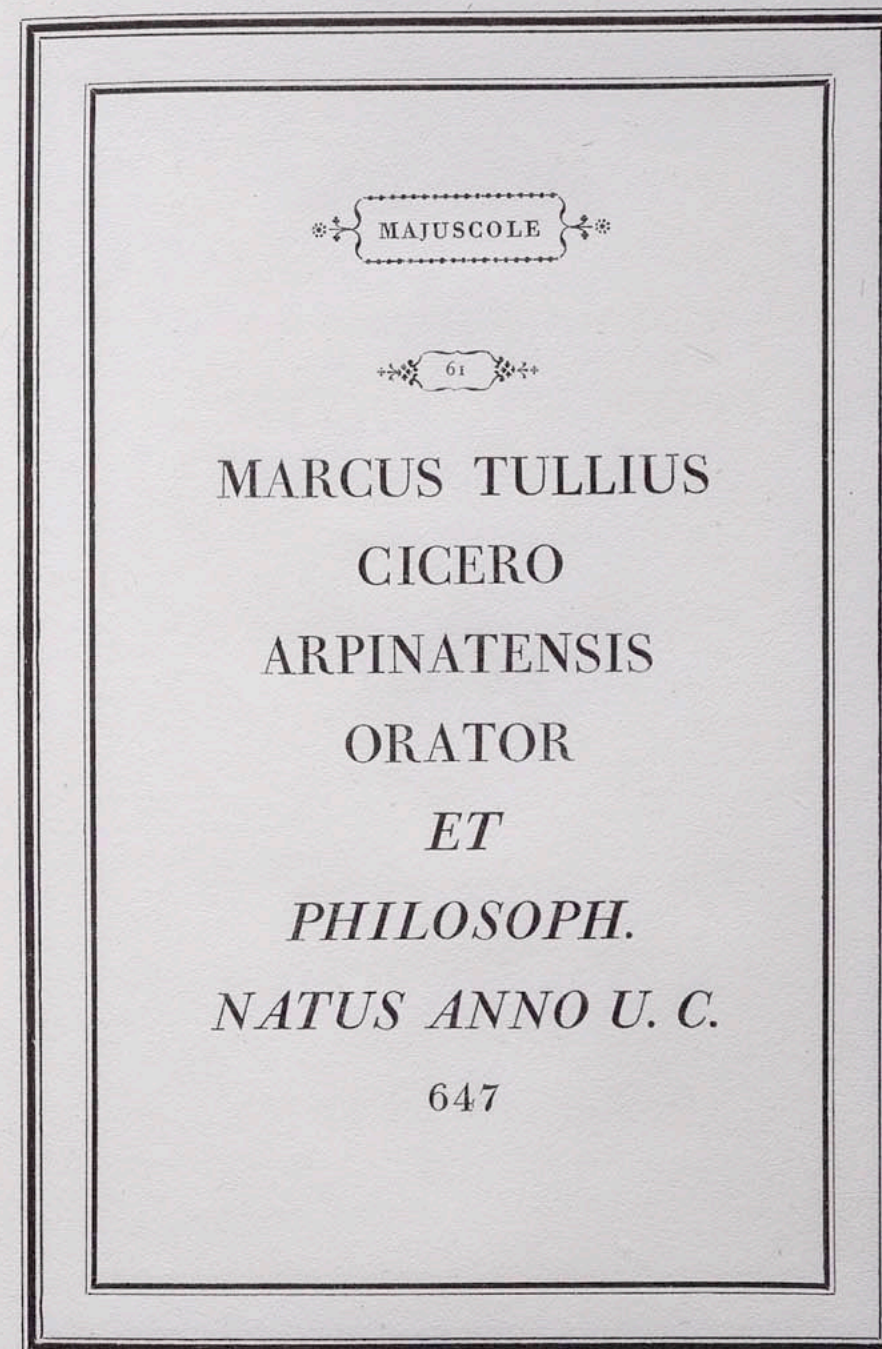 MAJUSCOLE
61
MARCUS TULLIUS
CICERO
ARPINATENSIS
ORATOR
ET
PHILOSOPH.
NATUS ANNO U. C.
647